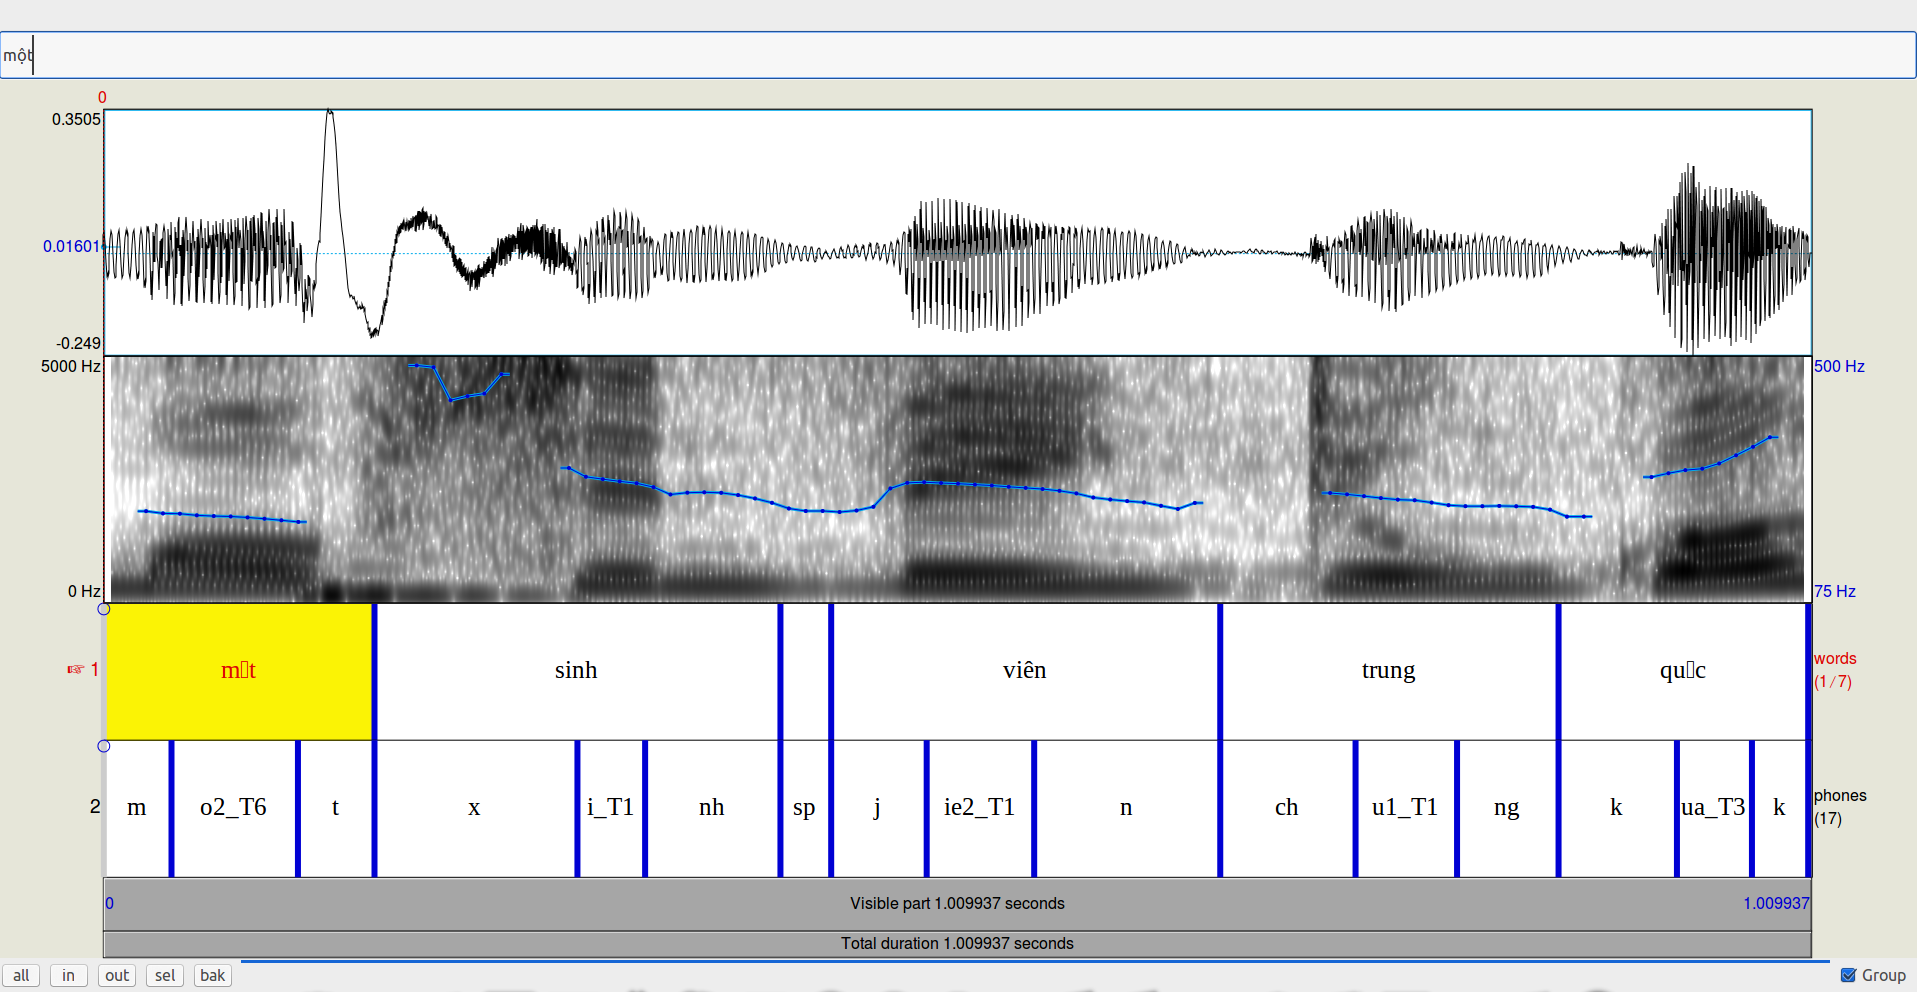 một
0
0.3505
0.01601
-0.249
5000 Hz
500 Hz
0 Hz
75 Hz
☞ 1
m▯t sinh viên trung qu▯c
words
(1/7)
2
m o2_T6 t x i_T1 nh sp j ie2_T1 n ch u1_T1 ng k ua_T3 k
phones
(17)
0 Visible part 1.009937 seconds 1.009937
Total duration 1.009937 seconds
all in out sel bak Group